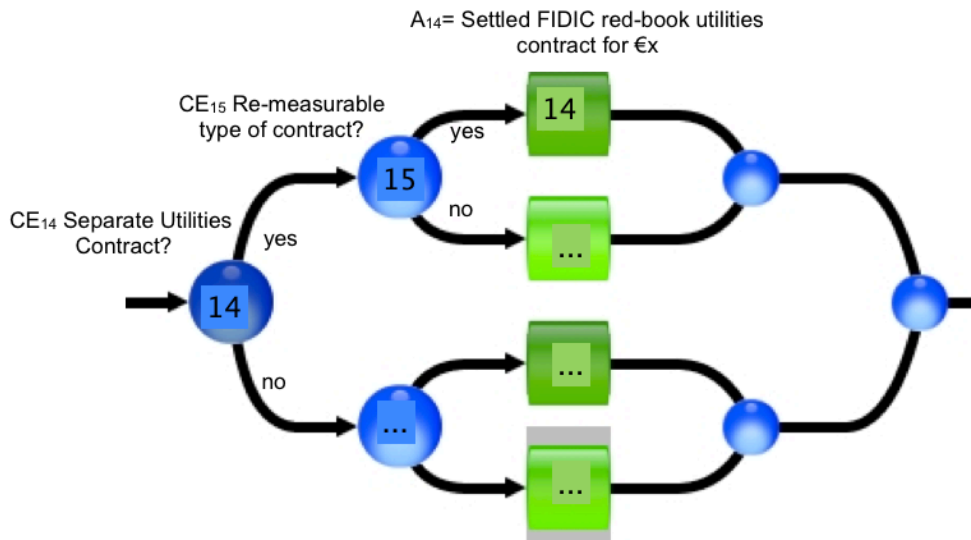 A₁₄= Settled FIDIC red-book utilities
contract for €x
CE₁₅ Re-measurable
type of contract?
yes
14
15
no
...
CE₁₄ Separate Utilities
Contract?
yes
14
no
...
...
...